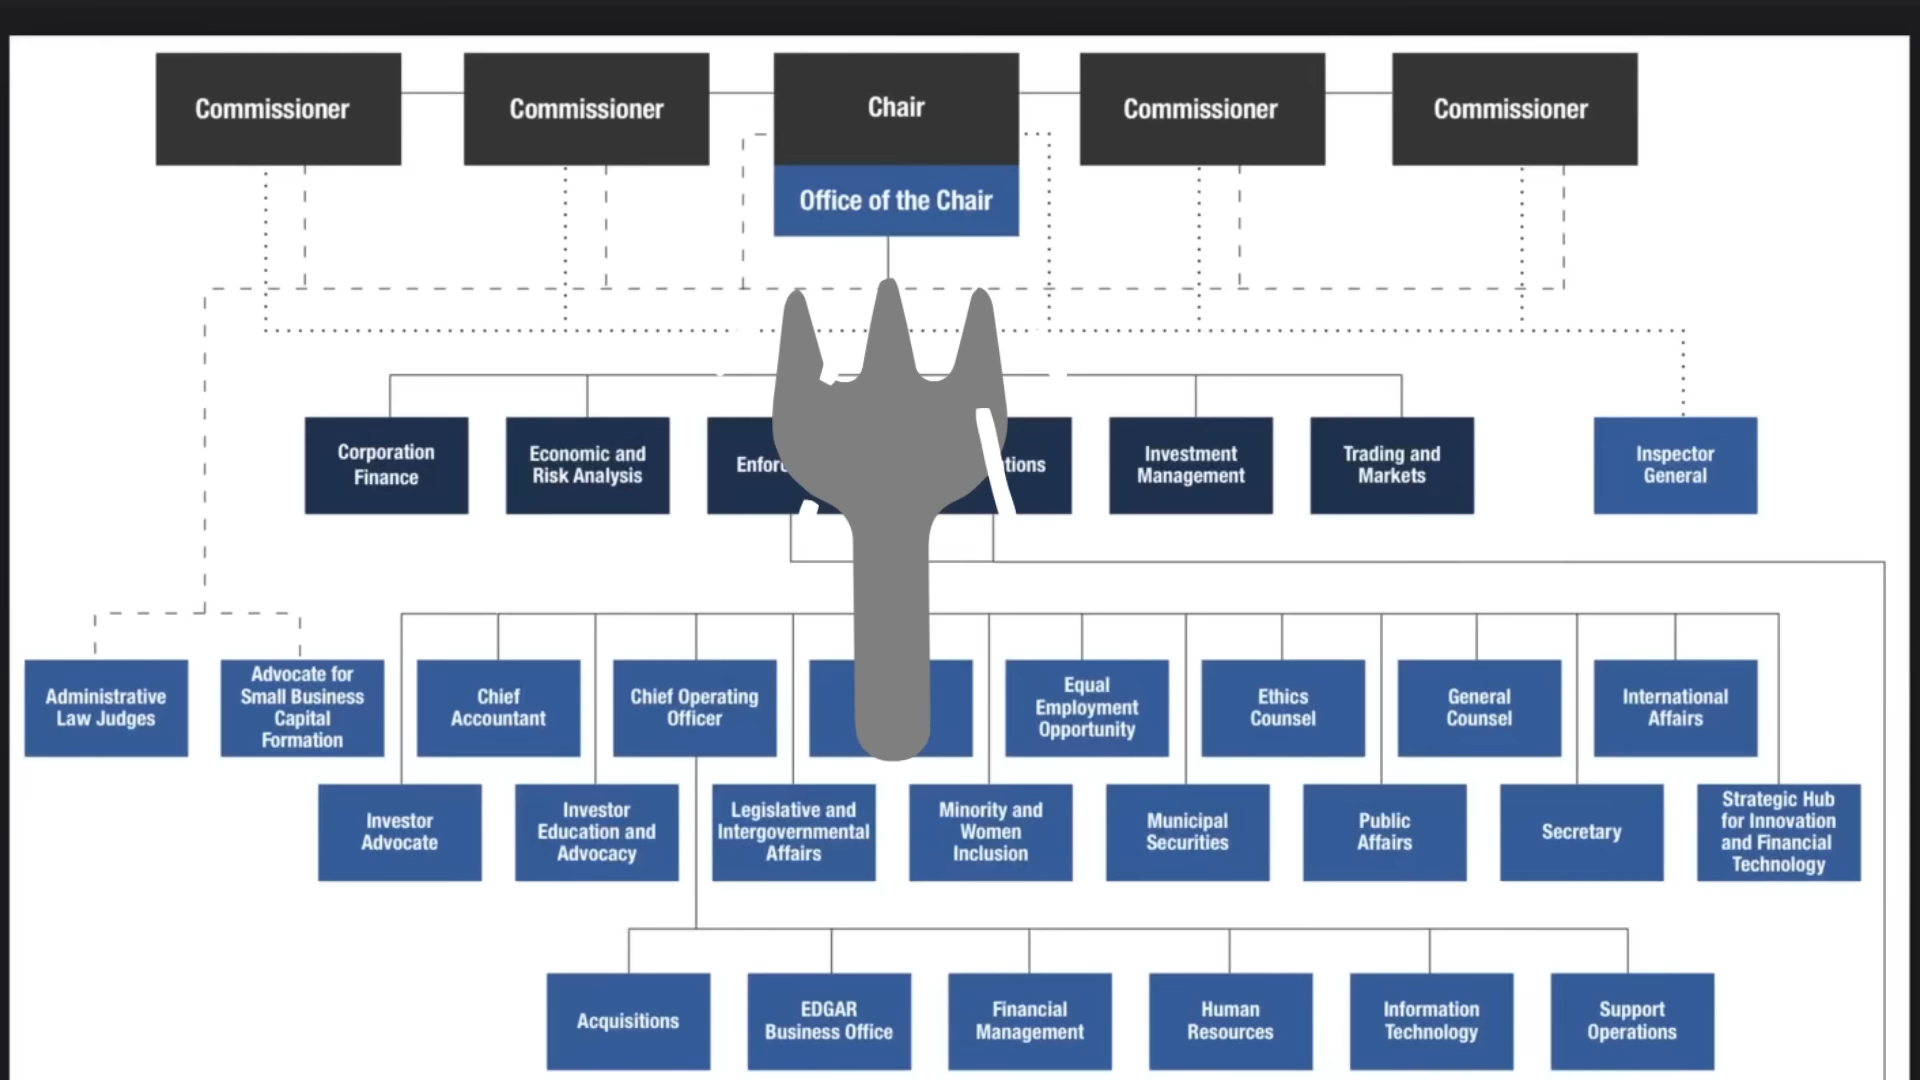 Commissioner
Commissioner
Chair
Commissioner
Commissioner
Office of the Chair
Corporation
Finance
Economic and
Risk Analysis
Investment
Management
Trading and
Markets
Inspector
General
Administrative
Law Judges
Advocate for
Small Business
Capital
Formation
Chief
Accountant
Chief Operating
Officer
Equal
Employment
Opportunity
Ethics
Counsel
General
Counsel
International
Affairs
Investor
Advocate
Investor
Education and
Advocacy
Legislative and
Intergovernmental
Affairs
Minority and
Women
Inclusion
Municipal
Securities
Public
Affairs
Secretary
Strategic Hub
for Innovation
and Financial
Technology
Acquisitions
EDGAR
Business Office
Financial
Management
Human
Resources
Information
Technology
Support
Operations